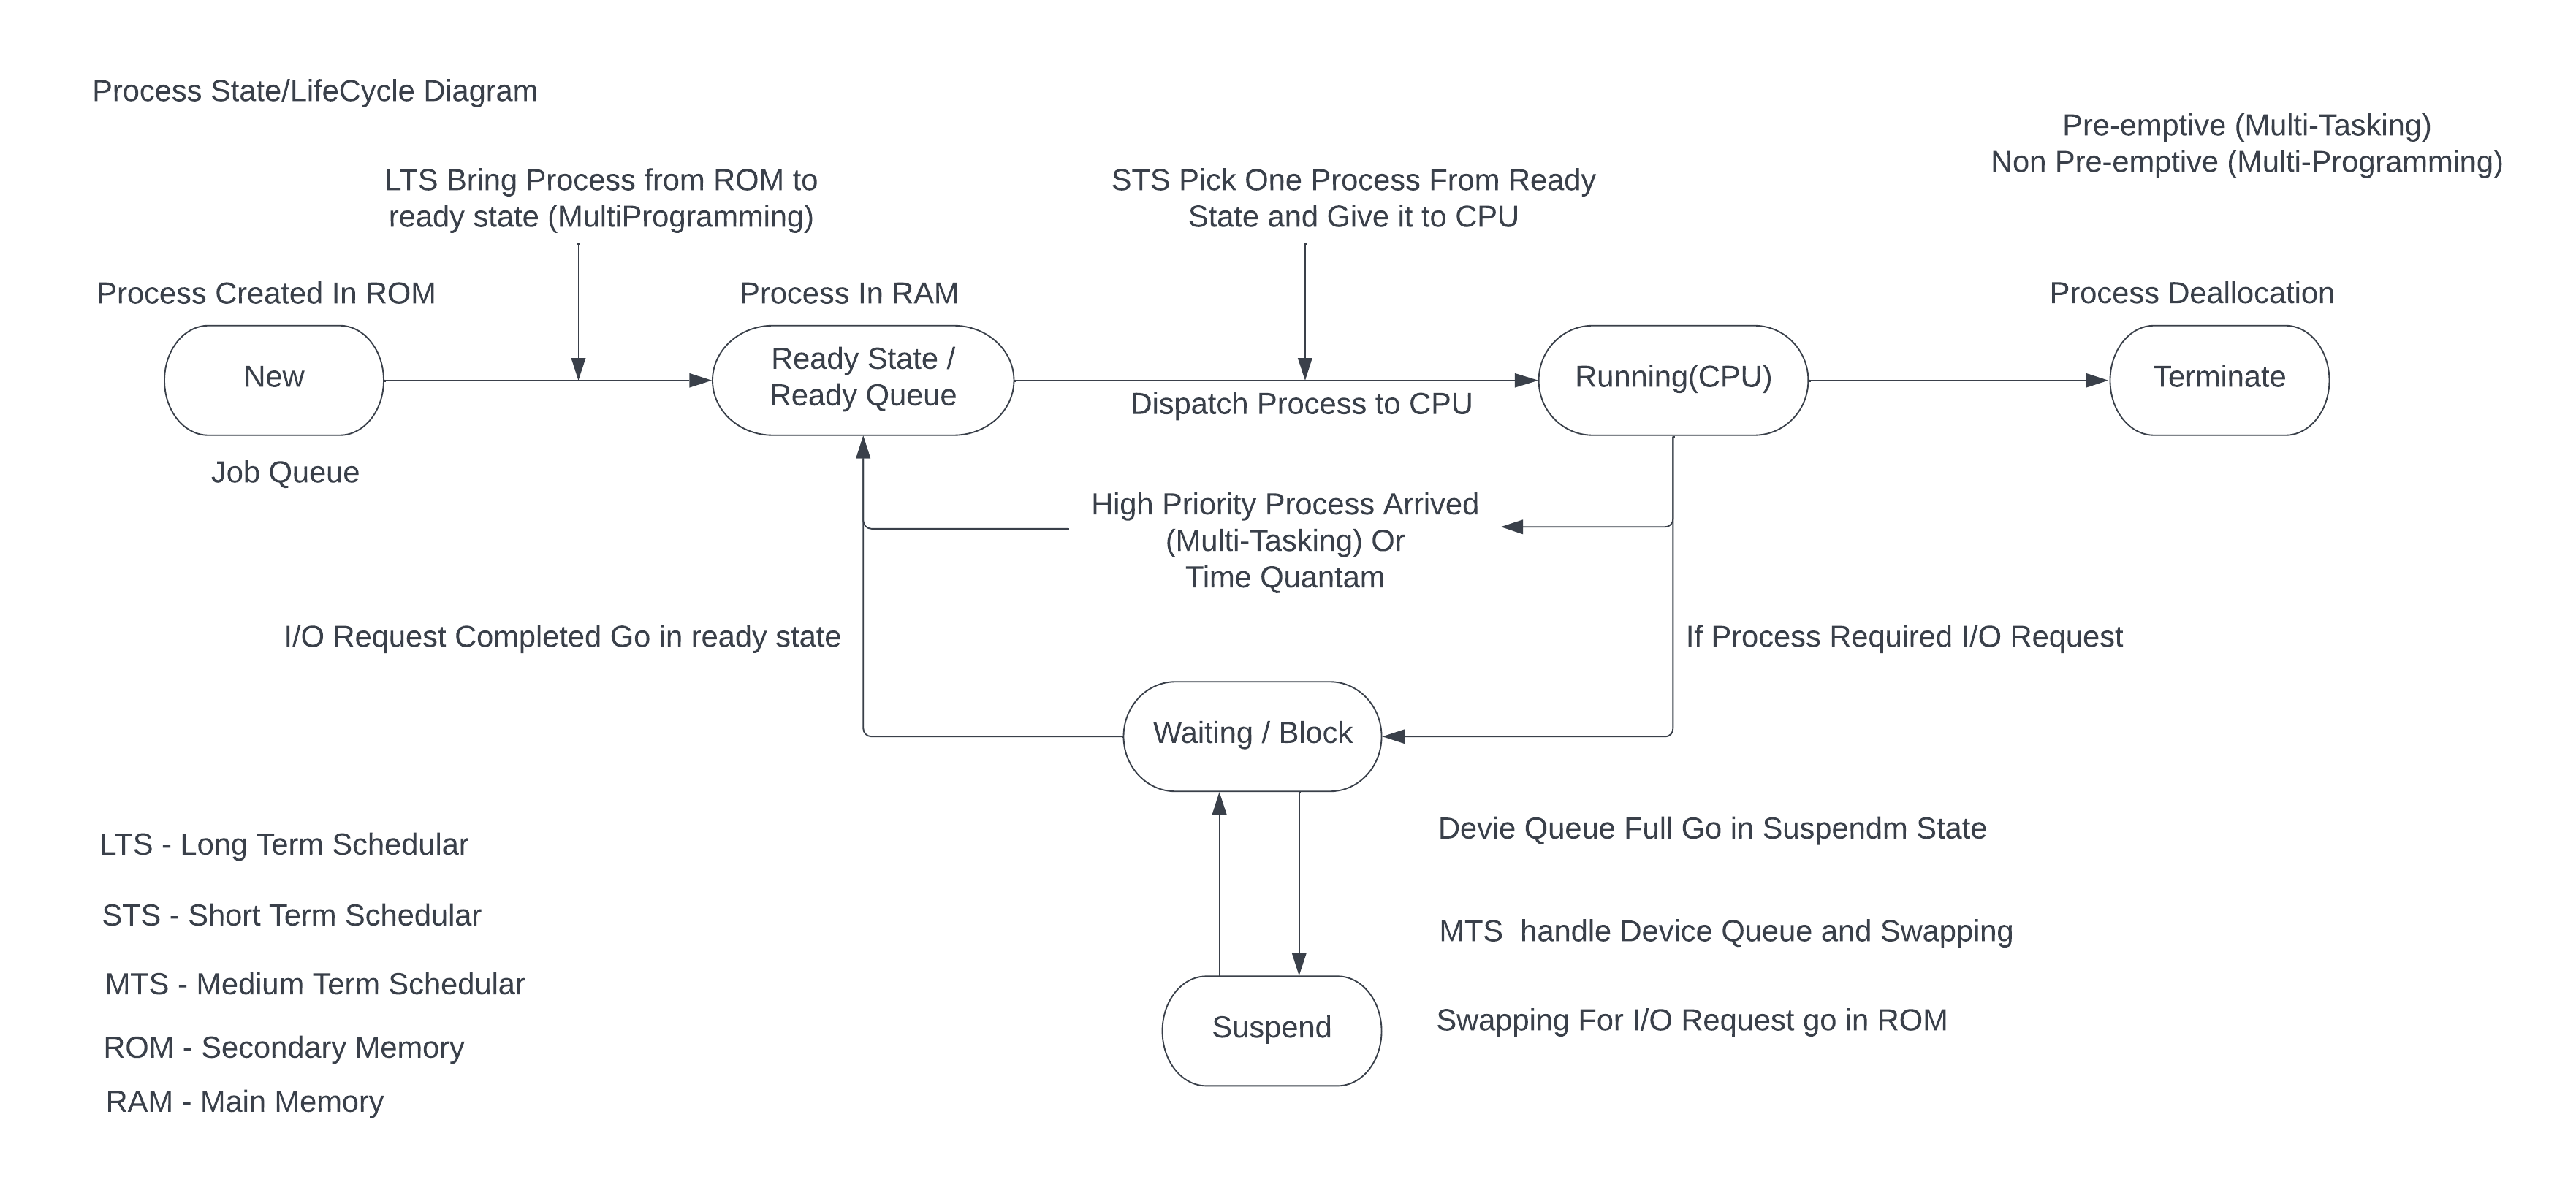 Process State/LifeCycle Diagram
Pre-emptive (Multi-Tasking)
Non Pre-emptive (Multi-Programming)
LTS Bring Process from ROM to
ready state (MultiProgramming)
STS Pick One Process From Ready
State and Give it to CPU
Process Created In ROM
Process In RAM
Process Deallocation
New
Ready State /
Ready Queue
Running(CPU)
Terminate
Dispatch Process to CPU
Job Queue
High Priority Process Arrived
(Multi-Tasking) Or
Time Quantam
I/O Request Completed Go in ready state
If Process Required I/O Request
Waiting / Block
Devie Queue Full Go in Suspendm State
MTS  handle Device Queue and Swapping
Suspend
Swapping For I/O Request go in ROM
LTS - Long Term Schedular
STS - Short Term Schedular
MTS - Medium Term Schedular
ROM - Secondary Memory
RAM - Main Memory